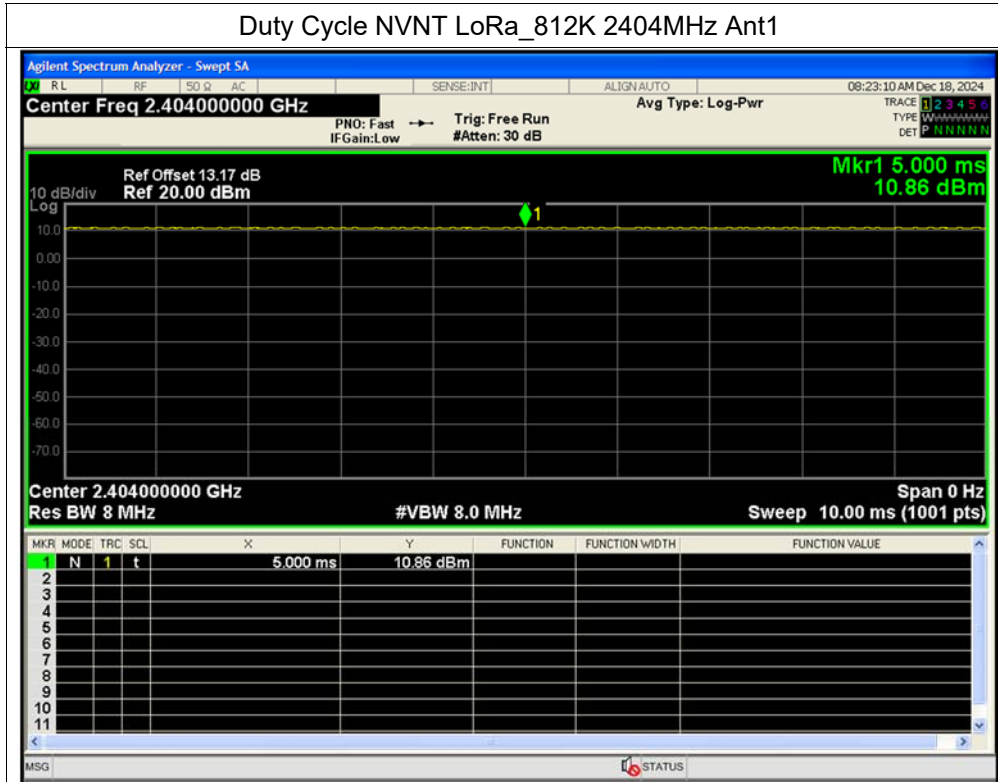 Duty Cycle NVNT LoRa_812K 2404MHz Ant1
Agilent Spectrum Analyzer - Swept SA
LXI RL RF 50 Ω AC SENSE:INT ALIGNAUTO 08:23:10 AM Dec 18, 2024
Center Freq 2.404000000 GHz Avg Type: Log-Pwr TRACE 1 2 3 4 5 6
PNO: Fast Trig: Free Run TYPE WWWWWW
IFGain:Low #Atten: 30 dB DET P N N N N N
Mkr1 5.000 ms
Ref Offset 13.17 dB
10 dB/div Ref 20.00 dBm 10.86 dBm
Log
1
10.0
0.00
-10.0
-20.0
-30.0
-40.0
-50.0
-60.0
-70.0
Center 2.404000000 GHz Span 0 Hz
Res BW 8 MHz #VBW 8.0 MHz Sweep 10.00 ms (1001 pts)
MKR MODE TRC SCL X Y FUNCTION FUNCTION WIDTH FUNCTION VALUE
1 N 1 t 5.000 ms 10.86 dBm
2
3
4
5
6
7
8
9
10
11
MSG STATUS